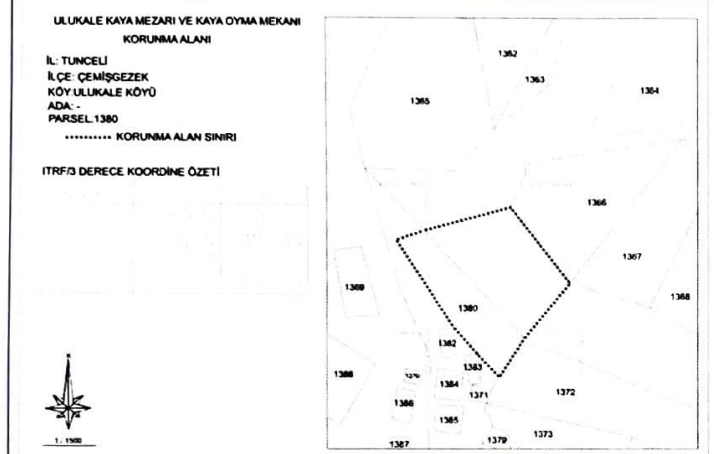 ULUKALE KAYA MEZARI VE KAYA OYMA MEKANI
KORUNMA ALANI
İL: TUNCELİ
İLÇE: ÇEMİŞGEZEK
KÖY:ULUKALE KÖYÜ
ADA: -
PARSEL:1380
KORUNMA ALAN SINIRI
ITRF/3 DERECE KOORDİNE ÖZETİ
1362
1363
1364
1365
1366
1367
1368
1369
1380
1382
1383
1388
1370
1384
1371
1372
1386
1385
1373
1379
1387
1: 1500